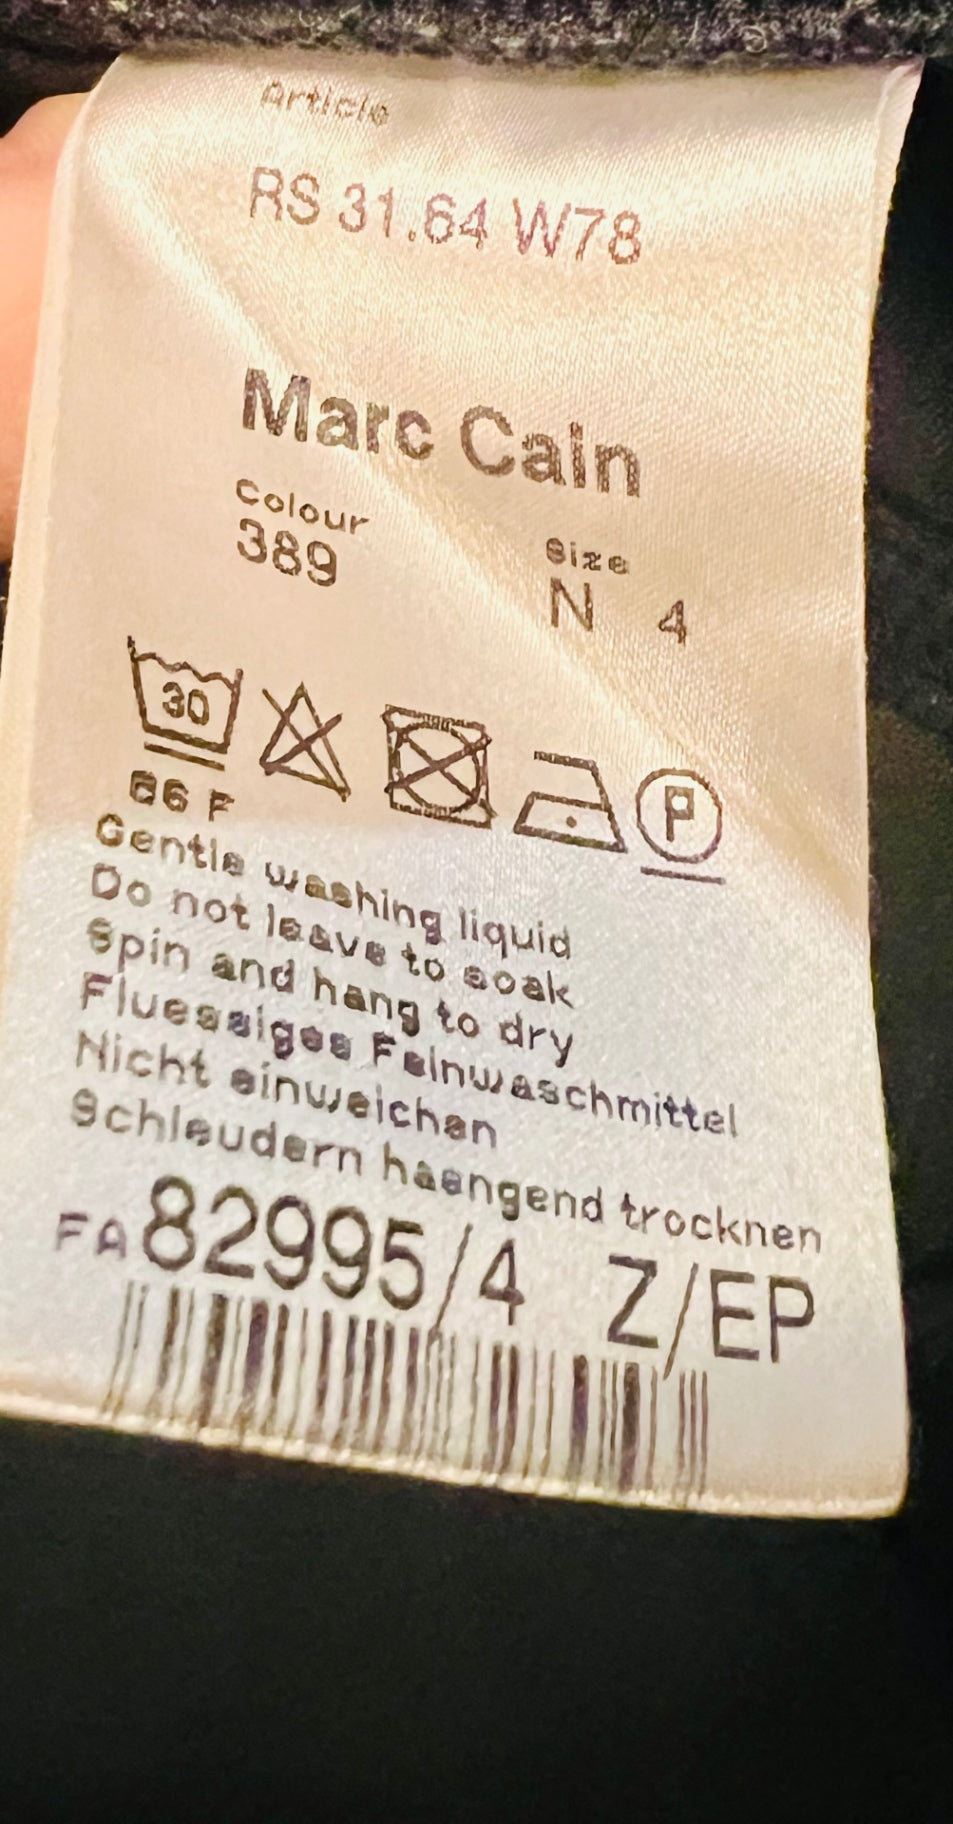 Article
RS 31.64 W78
Marc Cain
Colour
389
Size
N 4
30
P
86 F
Gentle washing liquid
Do not leave to soak
Spin and hang to dry
Fluessiges Feinwaschmittel
Nicht einweichen
Schleudern haengend trocknen
FA 82995/4 Z/EP